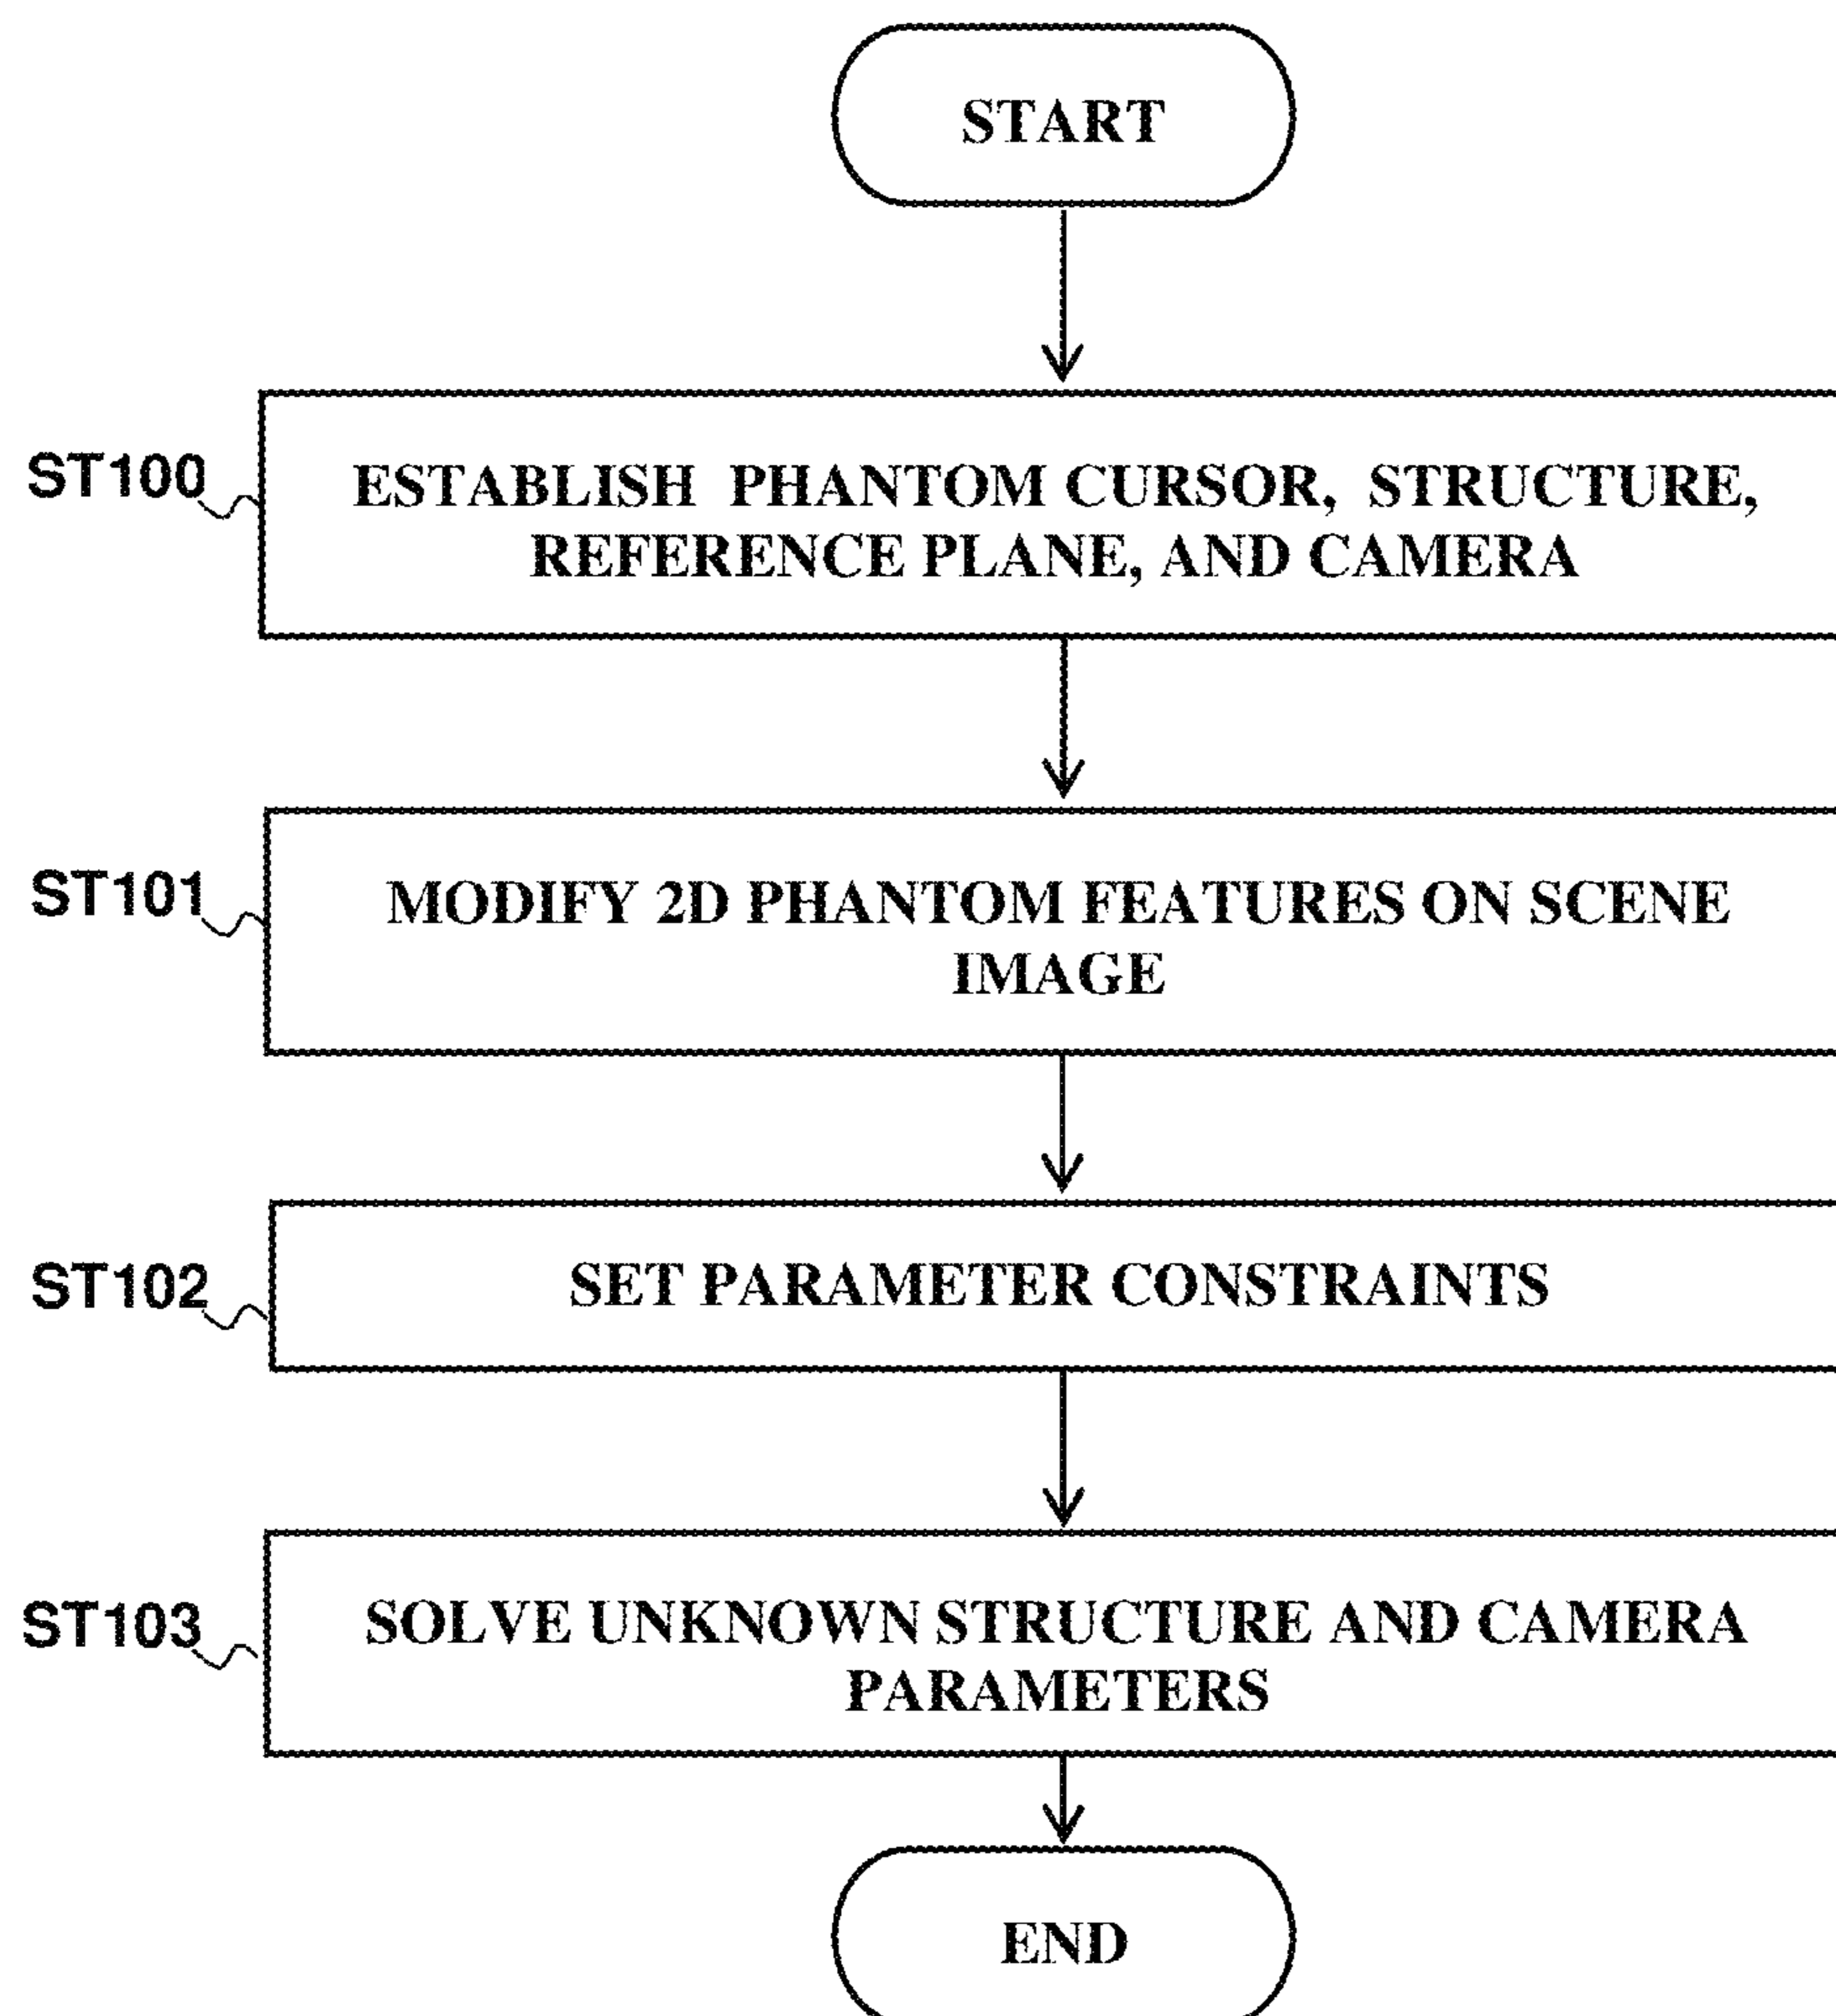 START
ST100
ESTABLISH PHANTOM CURSOR, STRUCTURE,
REFERENCE PLANE, AND CAMERA
ST101
MODIFY 2D PHANTOM FEATURES ON SCENE
IMAGE
ST102
SET PARAMETER CONSTRAINTS
ST103
SOLVE UNKNOWN STRUCTURE AND CAMERA
PARAMETERS
END